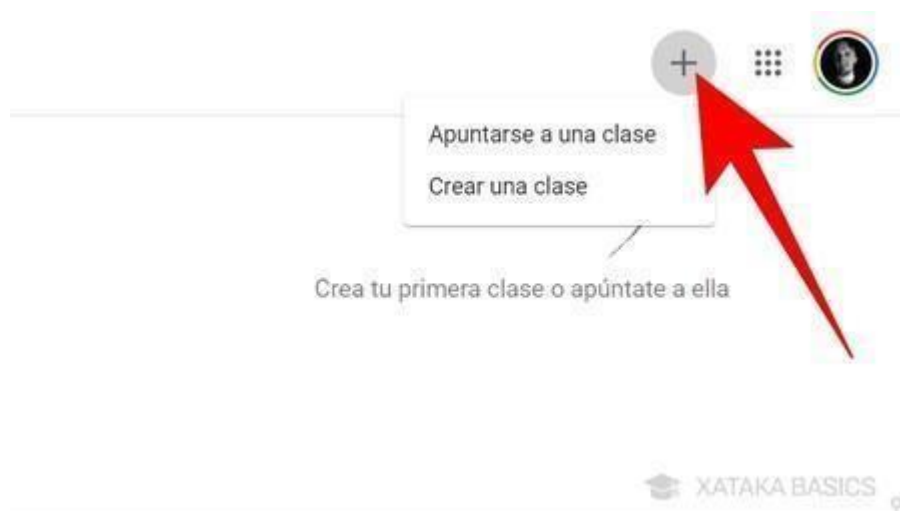 Apuntarse a una clase
Crear una clase
Crea tu primera clase o apúntate a ella
XATAKA BASICS